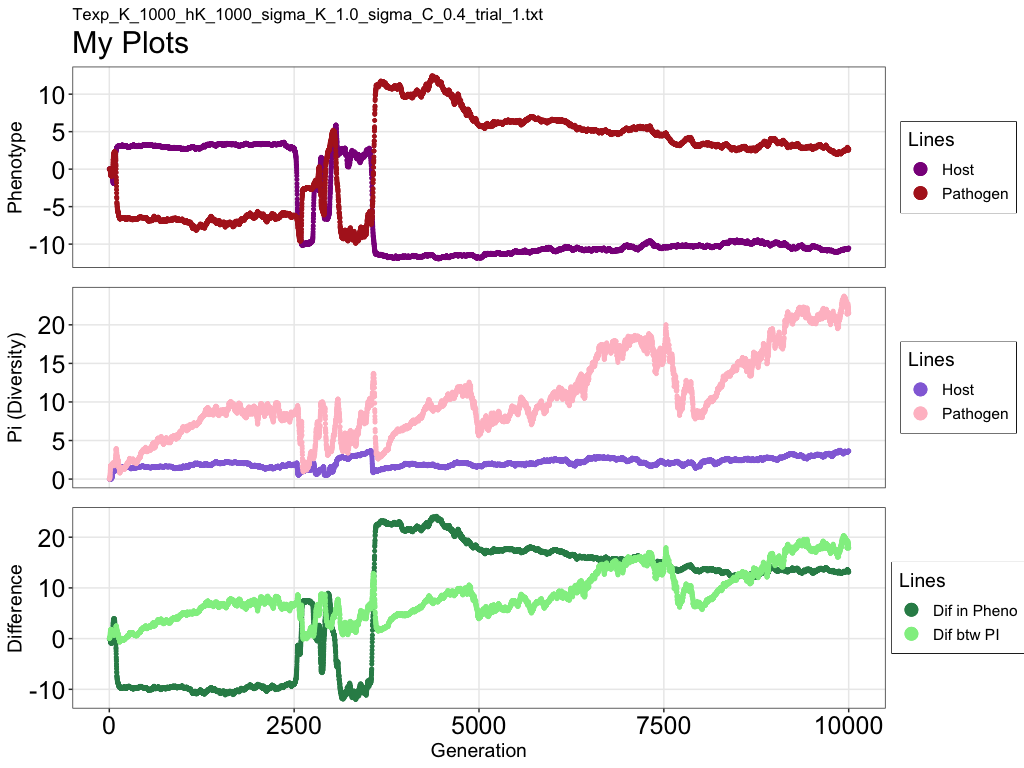 Texp_K_1000_hK_1000_sigma_K_1.0_sigma_C_0.4_trial_1.txt
My Plots
Phenotype
10
5
0
-5
-10
Lines
Host
Pathogen
Pi (Diversity)
20
15
10
5
0
Lines
Host
Pathogen
Difference
20
10
0
-10
Lines
Dif in Pheno
Dif btw PI
0 2500 5000 7500 10000
Generation